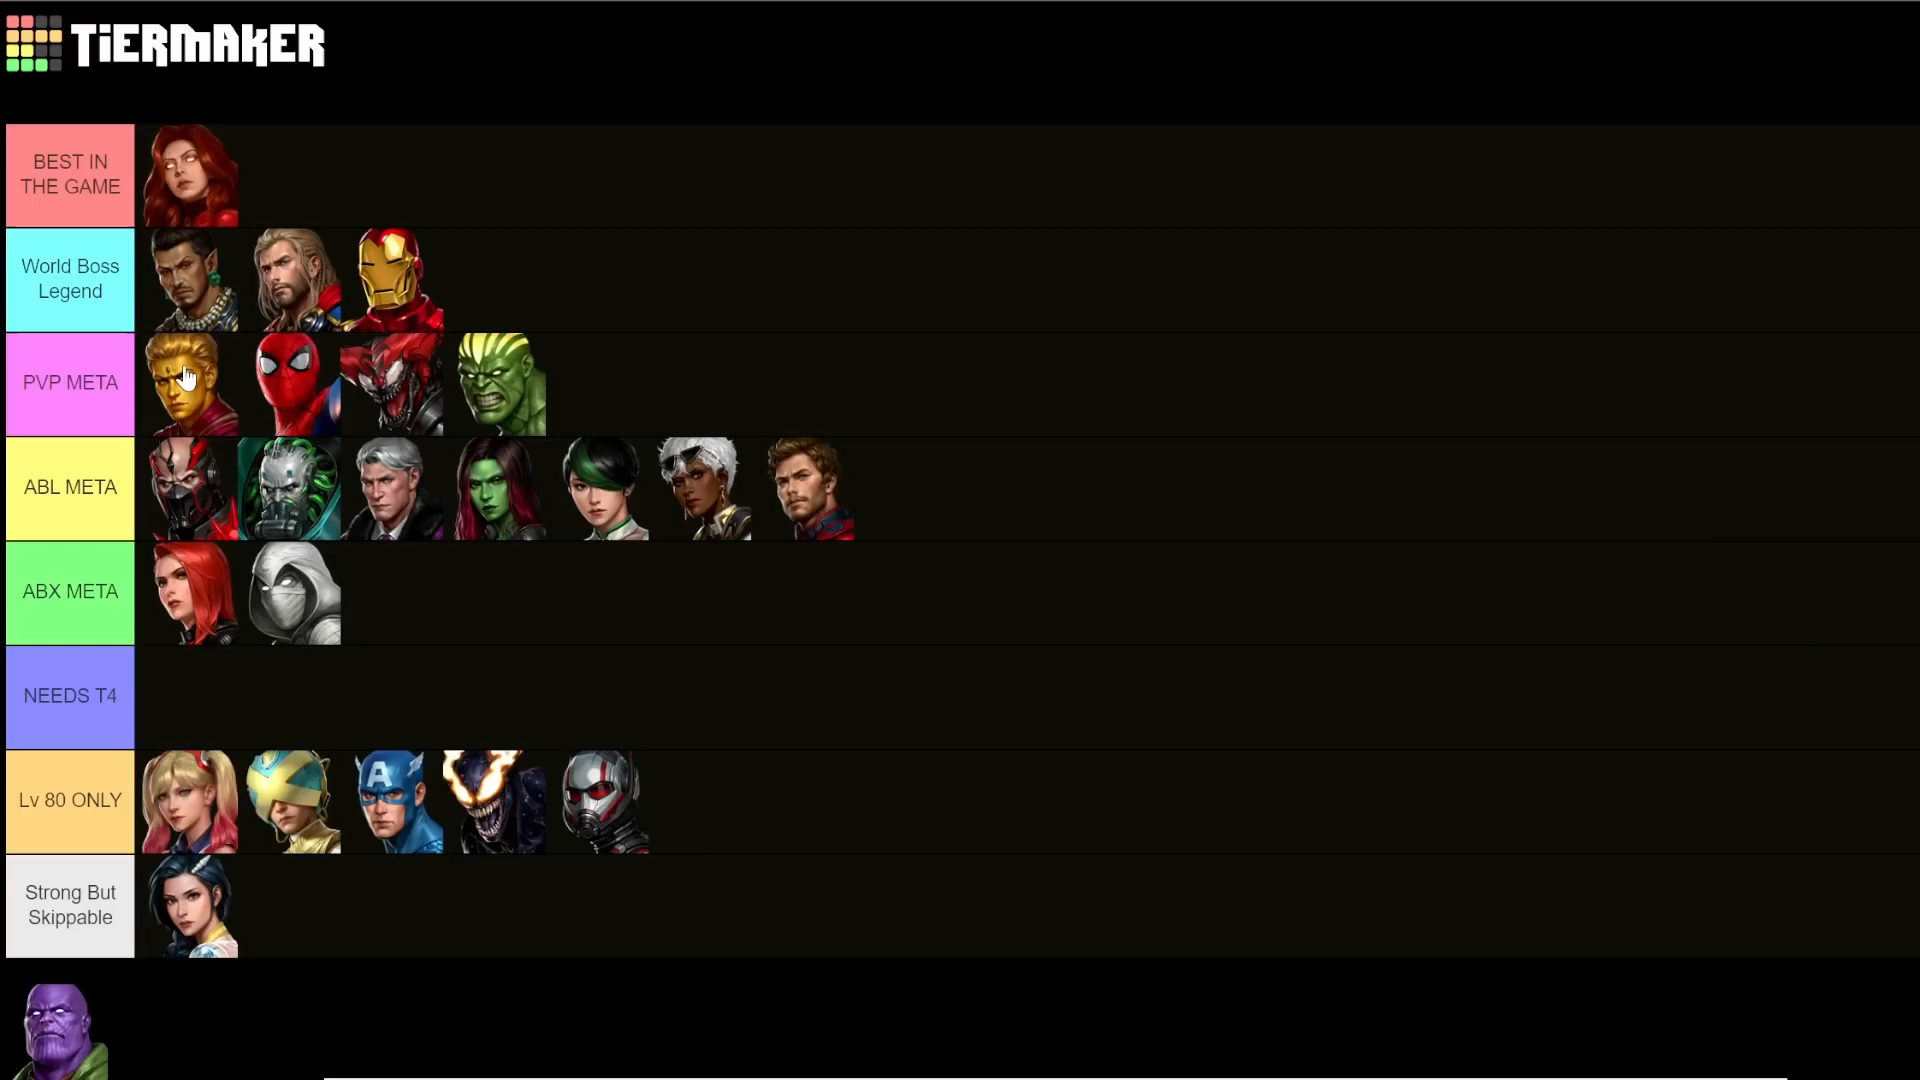 TiERMAKER
BEST IN
THE GAME
World Boss
Legend
PVP META
ABL META
ABX META
NEEDS T4
Lv 80 ONLY
A
Strong But
Skippable